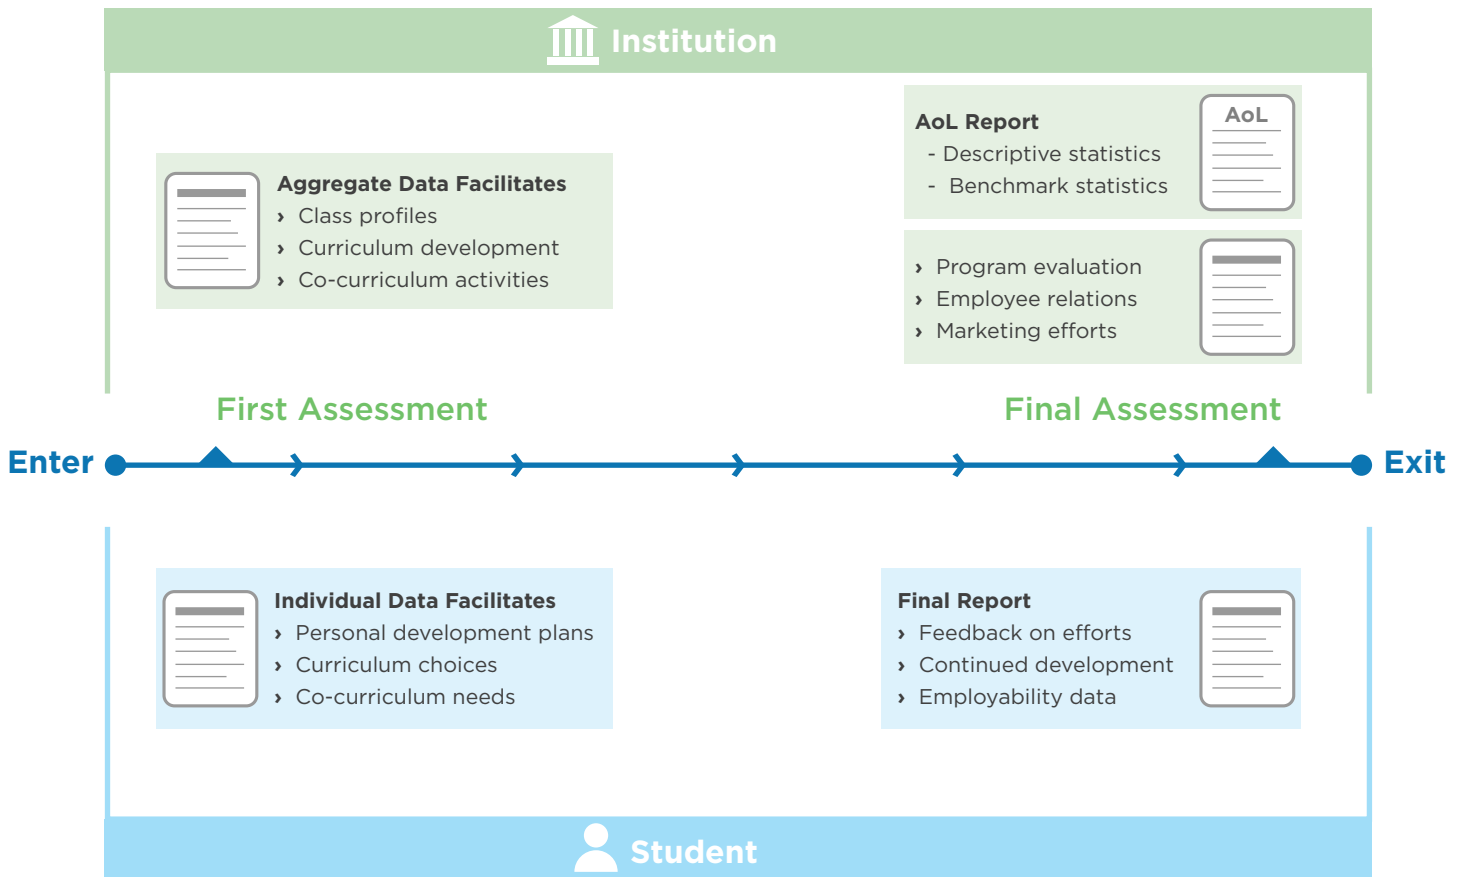 Institution
Aggregate Data Facilitates
› Class profiles
› Curriculum development
› Co-curriculum activities
AoL Report
- Descriptive statistics
- Benchmark statistics
AoL
› Program evaluation
› Employee relations
› Marketing efforts
First Assessment
Final Assessment
Enter
Exit
Individual Data Facilitates
› Personal development plans
› Curriculum choices
› Co-curriculum needs
Final Report
› Feedback on efforts
› Continued development
› Employability data
Student